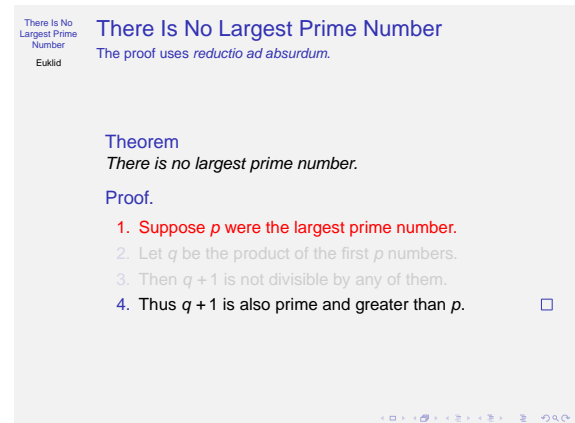 There Is No
Largest Prime
Number
Euklid
There Is No Largest Prime Number
The proof uses reductio ad absurdum.
Theorem
There is no largest prime number.
Proof.
1. Suppose p were the largest prime number.
2. Let q be the product of the first p numbers.
3. Then q + 1 is not divisible by any of them.
4. Thus q + 1 is also prime and greater than p.